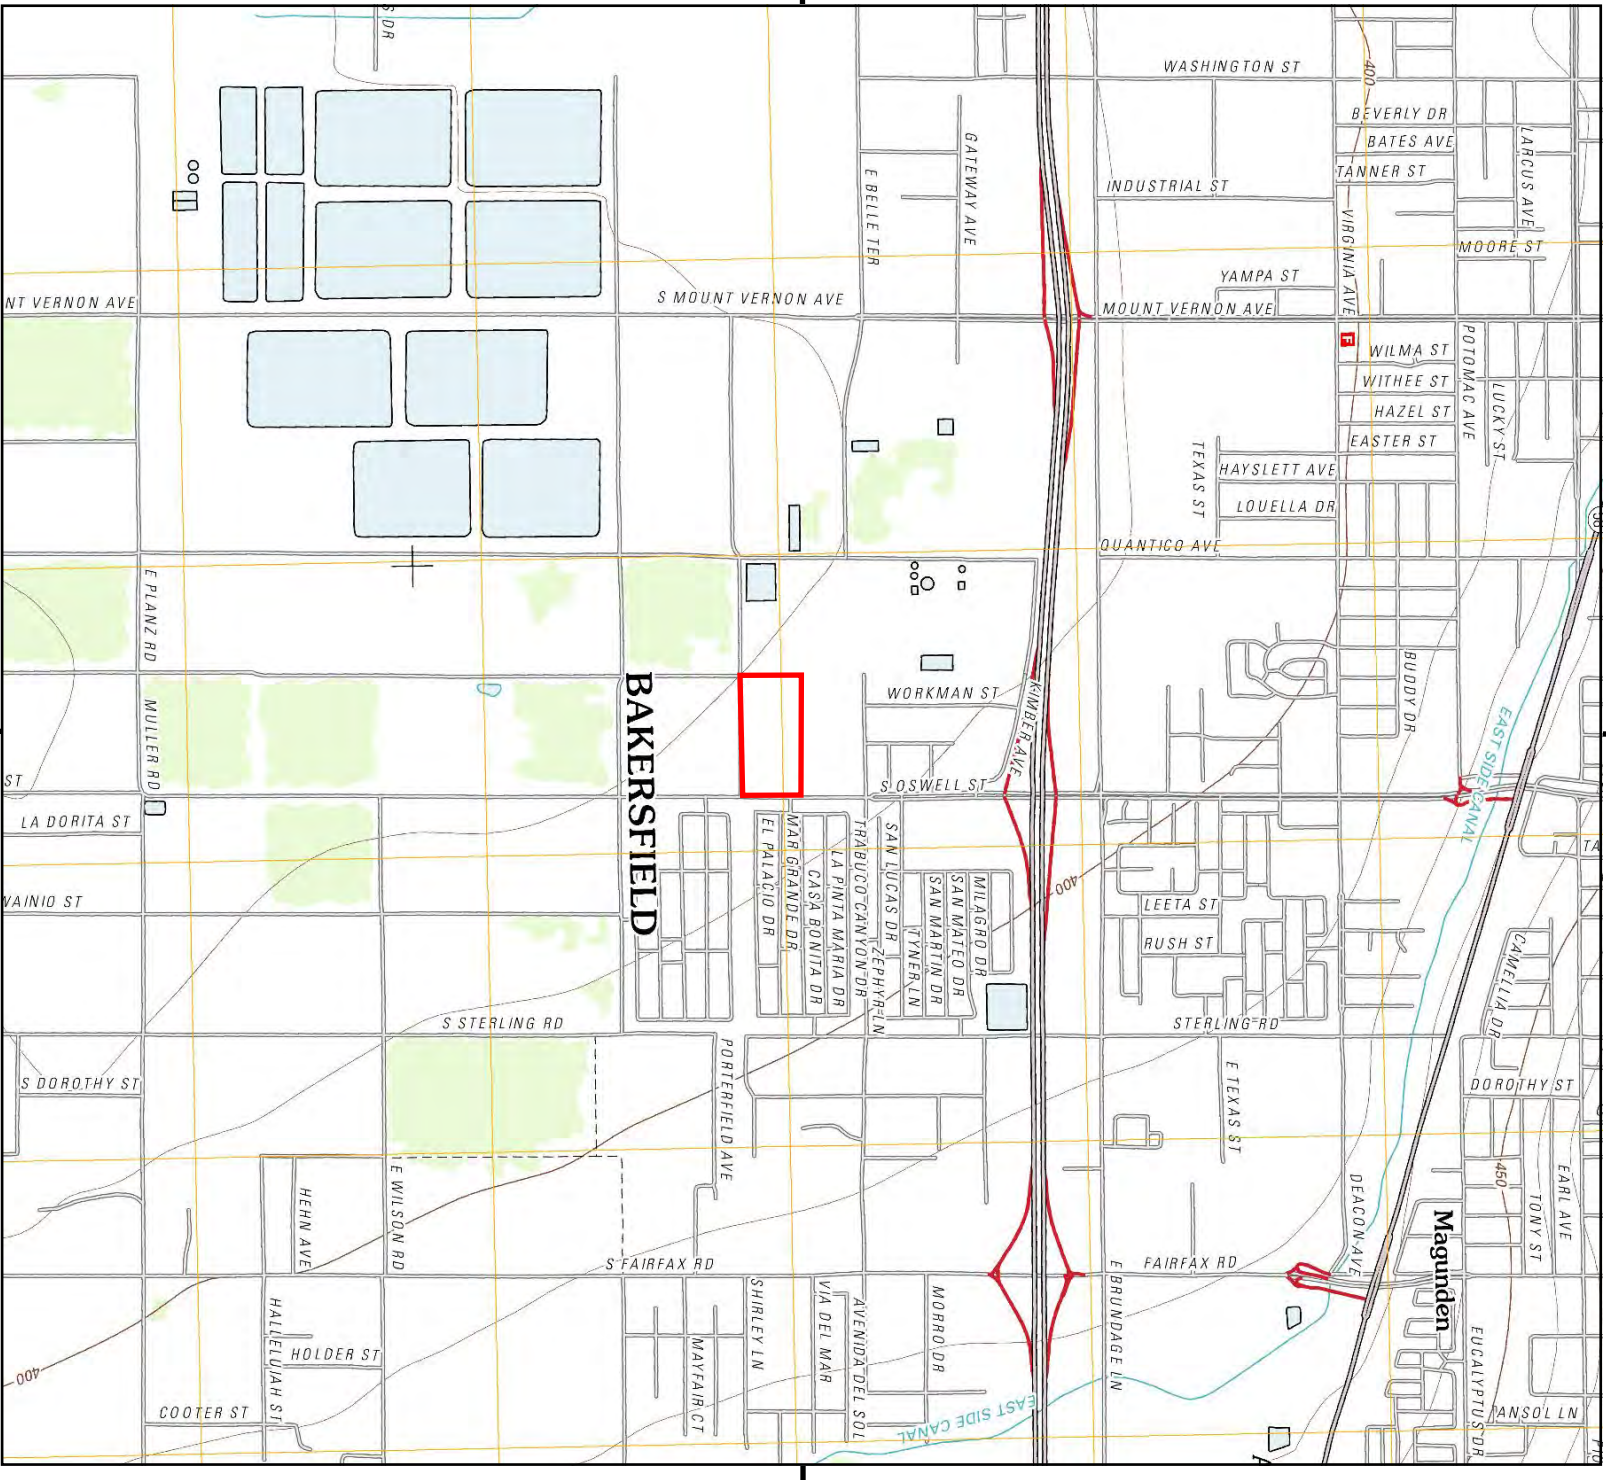 S DR
WASHINGTON ST
400
BEVERLY DR
BATES AVE
TANNER ST
LARCUS AVE
GATEWAY AVE
E BELLE TER
INDUSTRIAL ST
VIRGINIA AVE
MOORE ST
YAMPA ST
NT VERNON AVE
S MOUNT VERNON AVE
MOUNT VERNON AVE
F
WILMA ST
POTOMAC AVE
WITHEE ST
LUCKY ST
HAZEL ST
EASTER ST
TEXAS ST
HAYSLETT AVE
LOUELLA DR
QUANTICO AVE
E PLANZ RD
BUDDY DR
BAKERSFIELD
WORKMAN ST
KIMBER AVE
MULLER RD
EAST SIDE CANAL
ST
S OSWELL ST
LA DORITA ST
EL PALACIO DR
MAR GRANDE DR
CASA BONITA DR
LA PINTA MARIA DR
TRABUCO CANYON DR
SAN LUCAS DR
ZEPHYR LN
TYNER LN
SAN MARTIN DR
SAN MATEO DR
MILAGRO DR
400
TA
WAINIO ST
LEETA ST
RUSH ST
CAMELLIA DR
S STERLING RD
STERLING RD
S DOROTHY ST
PORTERFIELD AVE
E TEXAS ST
DOROTHY ST
HEHN AVE
E WILSON RD
DEACON AVE
450
TONY ST
EARL AVE
Magunden
S FAIRFAX RD
FAIRFAX RD
HALLELUIAH ST
HOLDER ST
400
COOTER ST
MAYFAIR CT
SHIRLEY LN
VIA DEL MAR
AVENIDA DEL SOL
MORRO DR
E BRUNDAGE LN
EAST SIDE CANAL
EUCALYPTUS DR
ANSOL LN